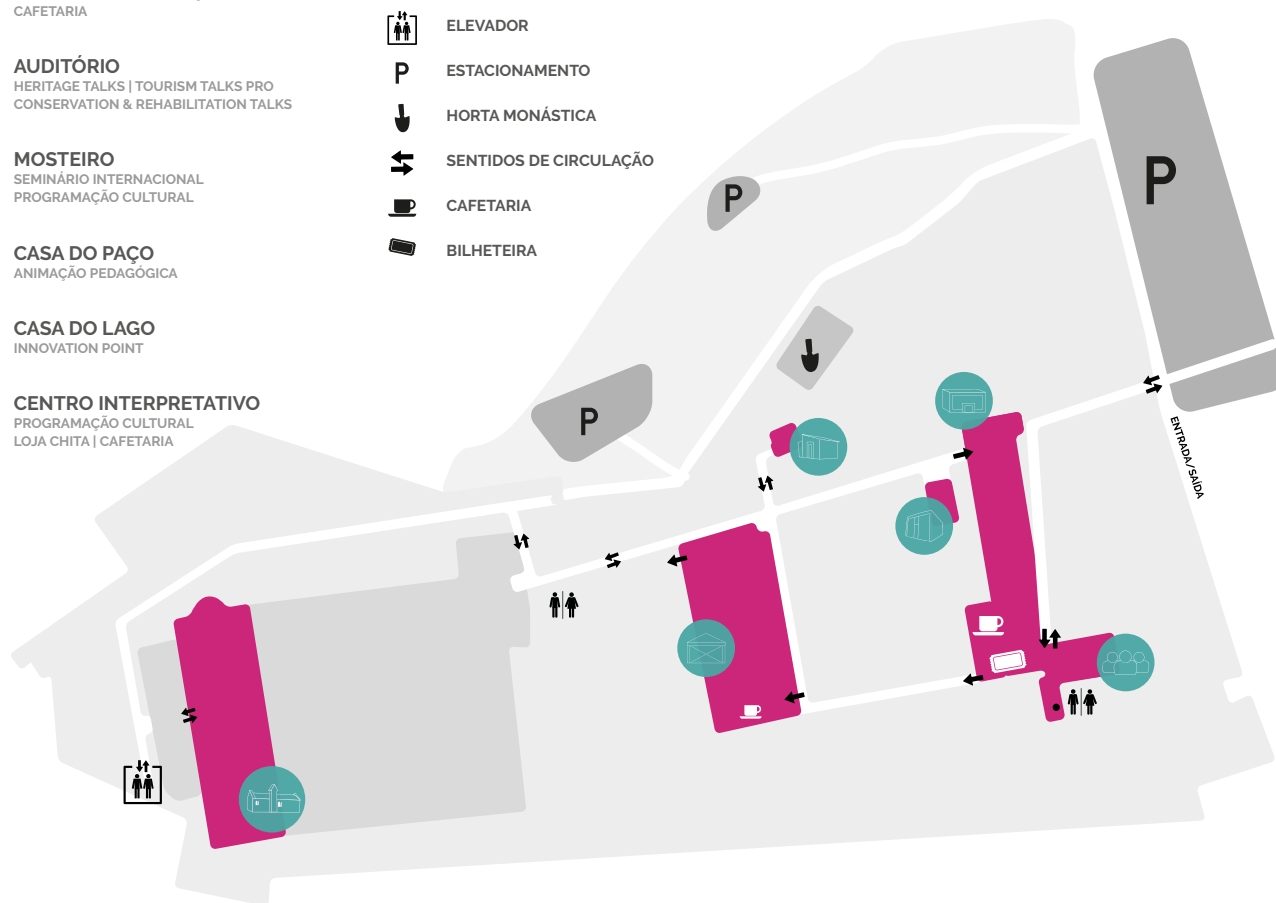 CAFETARIA
AUDITÓRIO
HERITAGE TALKS | TOURISM TALKS PRO
CONSERVATION & REHABILITATION TALKS
MOSTEIRO
SEMINÁRIO INTERNACIONAL
PROGRAMAÇÃO CULTURAL
CASA DO PAÇO
ANIMAÇÃO PEDAGÓGICA
CASA DO LAGO
INNOVATION POINT
CENTRO INTERPRETATIVO
PROGRAMAÇÃO CULTURAL
LOJA CHITA | CAFETARIA
ELEVADOR
P
ESTACIONAMENTO
HORTA MONÁSTICA
SENTIDOS DE CIRCULAÇÃO
CAFETARIA
BILHETEIRA
P
P
P
ENTRADA/SAÍDA